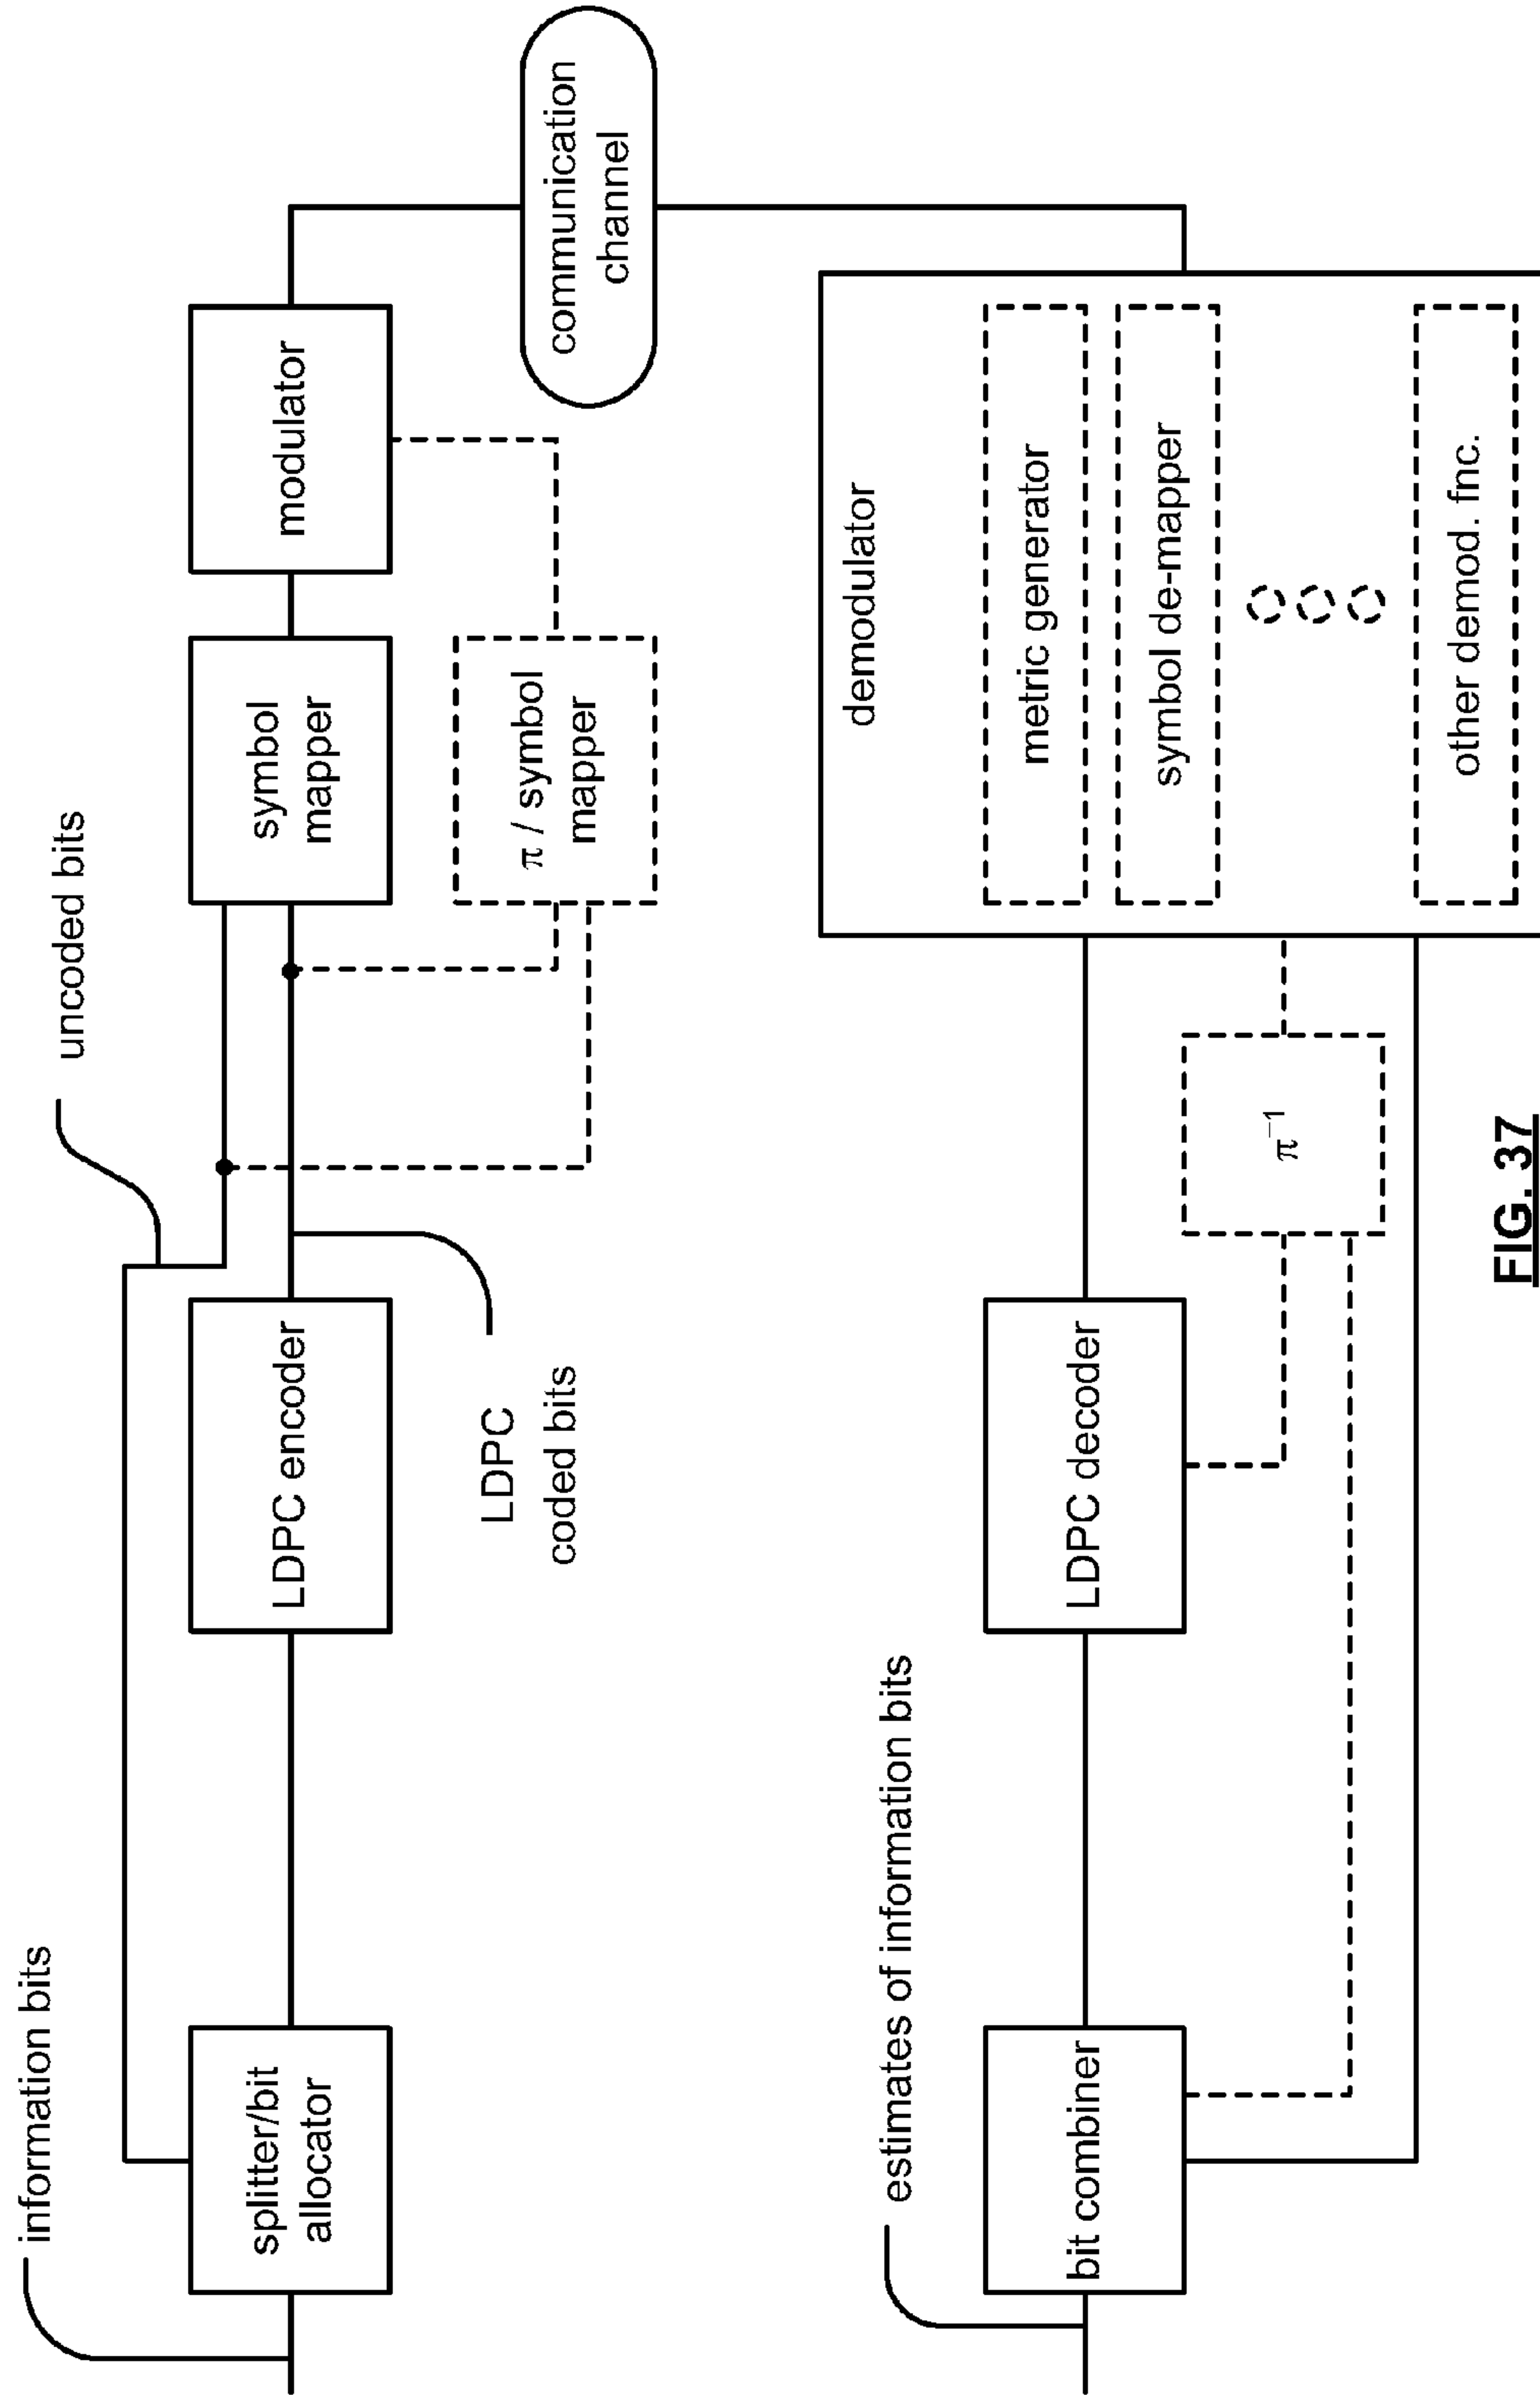 information bits
uncoded bits
splitter/bit
allocator
LDPC encoder
symbol
mapper
modulator
LDPC
coded bits
π / symbol
mapper
communication
channel
estimates of information bits
bit combiner
LDPC decoder
π⁻¹
demodulator
metric generator
symbol de-mapper
other demod. fnc.
FIG. 37